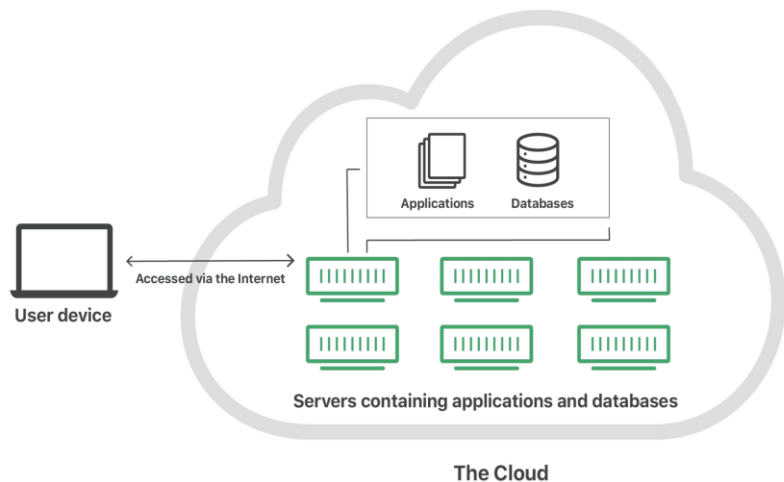 Applications
Databases
Accessed via the Internet
User device
Servers containing applications and databases
The Cloud